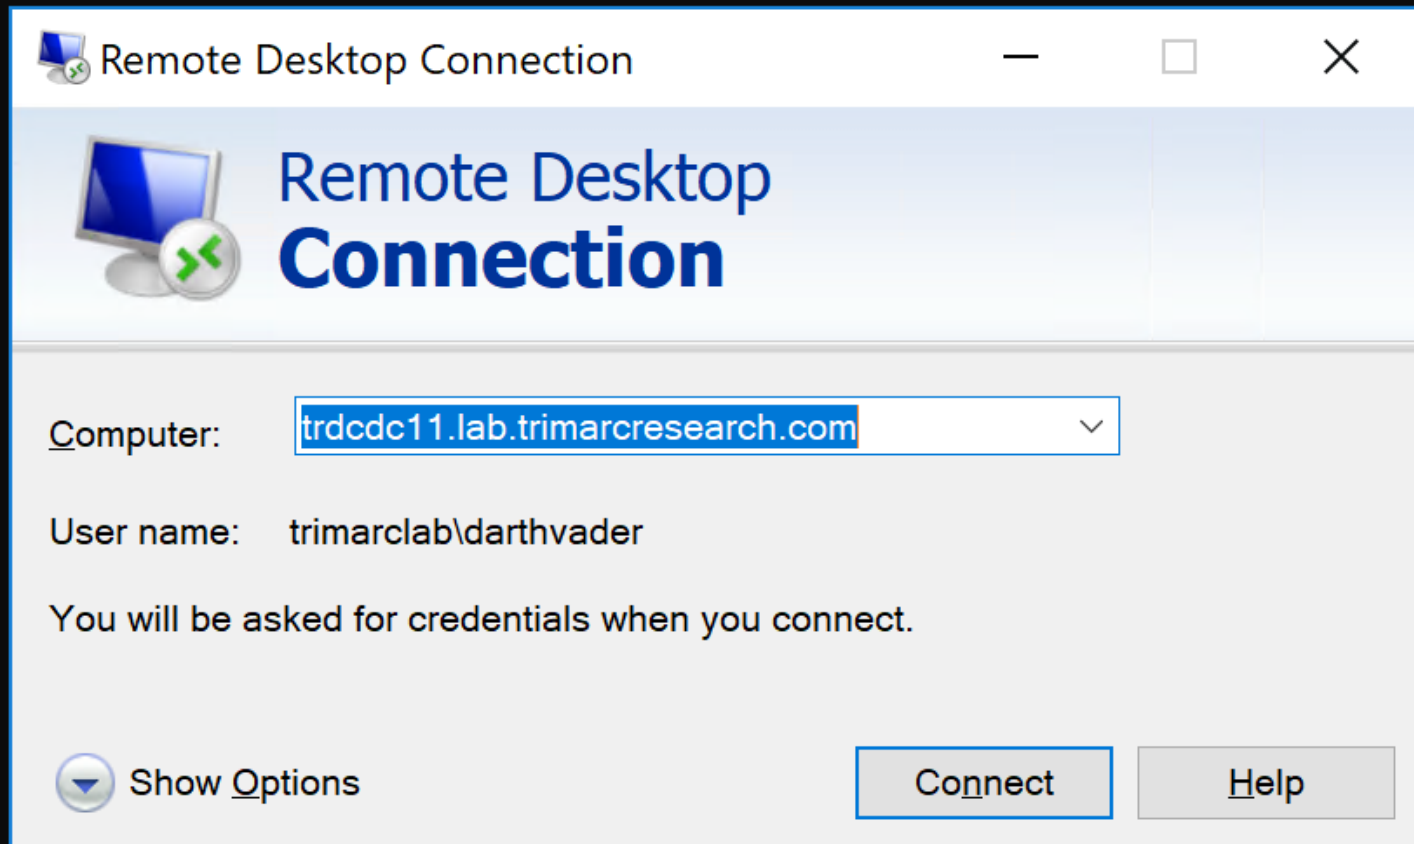 Remote Desktop Connection
Remote Desktop
Connection
Computer: trdcdc11.lab.trimarcresearch.com
User name: trimarclab\darthvader
You will be asked for credentials when you connect.
Show Options Connect Help